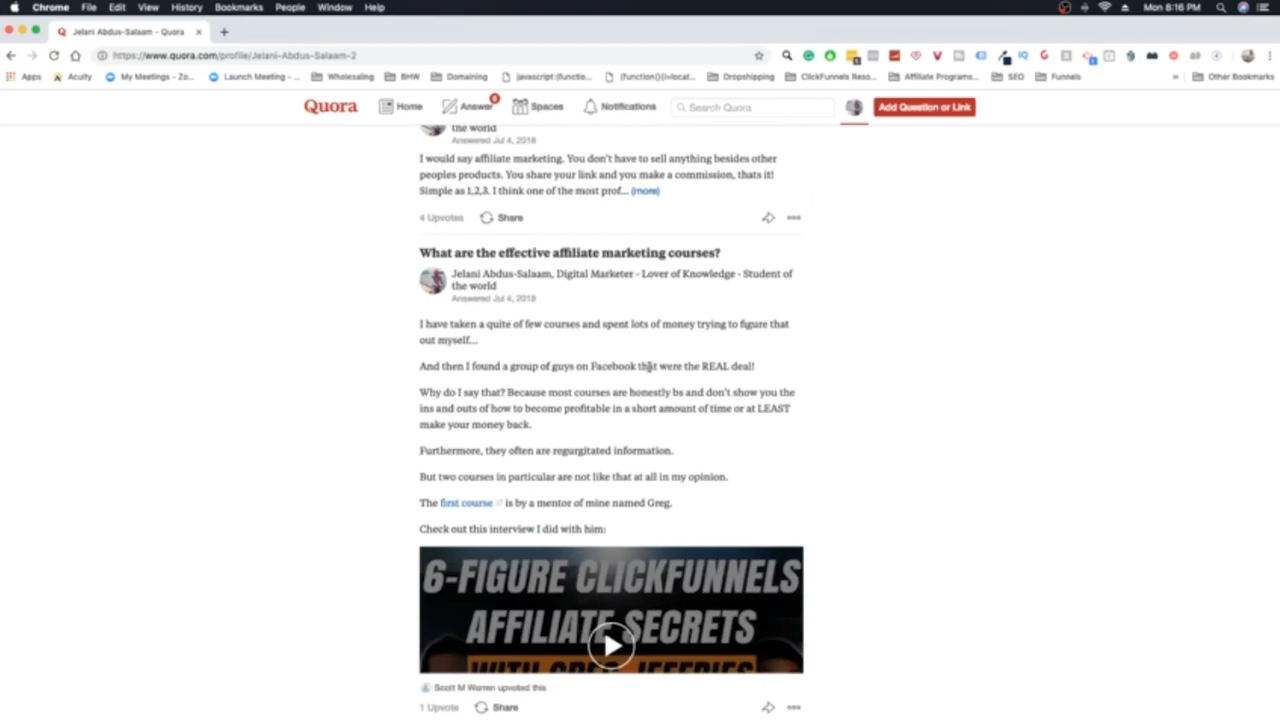 Chrome File Edit View History Bookmarks People Window Help Mon 8:16 PM
Jelani Abdus-Salaam - Quora
https://www.quora.com/profile/Jelani-Abdus-Salaam-2
Apps Acuity My Meetings - Zo... Launch Meeting - ... Wholesaling BHW Domaining javascript:(functio... (function(){l=locat... Dropshipping ClickFunnels Reso... Affiliate Programs... SEO Funnels » Other Bookmarks
Quora Home Answer 6 Spaces Notifications Search Quora Add Question or Link
the world
Answered Jul 4, 2018
I would say affiliate marketing. You don't have to sell anything besides other
peoples products. You share your link and you make a commission, thats it!
Simple as 1,2,3. I think one of the most prof... (more)
4 Upvotes Share
What are the effective affiliate marketing courses?
Jelani Abdus-Salaam, Digital Marketer - Lover of Knowledge - Student of
the world
Answered Jul 4, 2018
I have taken a quite of few courses and spent lots of money trying to figure that
out myself...
And then I found a group of guys on Facebook that were the REAL deal!
Why do I say that? Because most courses are honestly bs and don't show you the
ins and outs of how to become profitable in a short amount of time or at LEAST
make your money back.
Furthermore, they often are regurgitated information.
But two courses in particular are not like that at all in my opinion.
The first course is by a mentor of mine named Greg.
Check out this interview I did with him:
6-FIGURE CLICKFUNNELS
AFFILIATE SECRETS
WITH GREG JEFFRIES
Scott M Warren upvoted this
1 Upvote Share